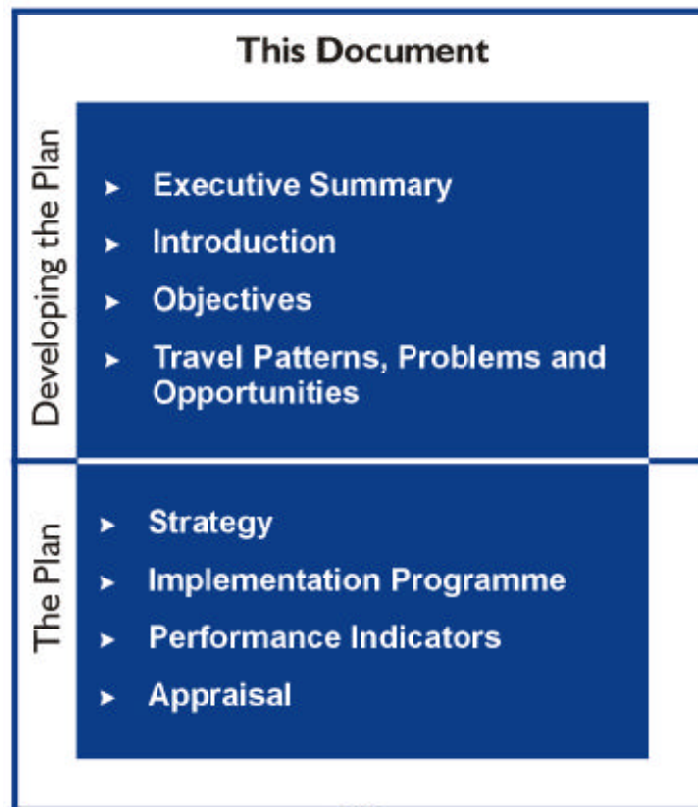 This Document
Developing the Plan
Executive Summary
Introduction
Objectives
Travel Patterns, Problems and
Opportunities
The Plan
Strategy
Implementation Programme
Performance Indicators
Appraisal